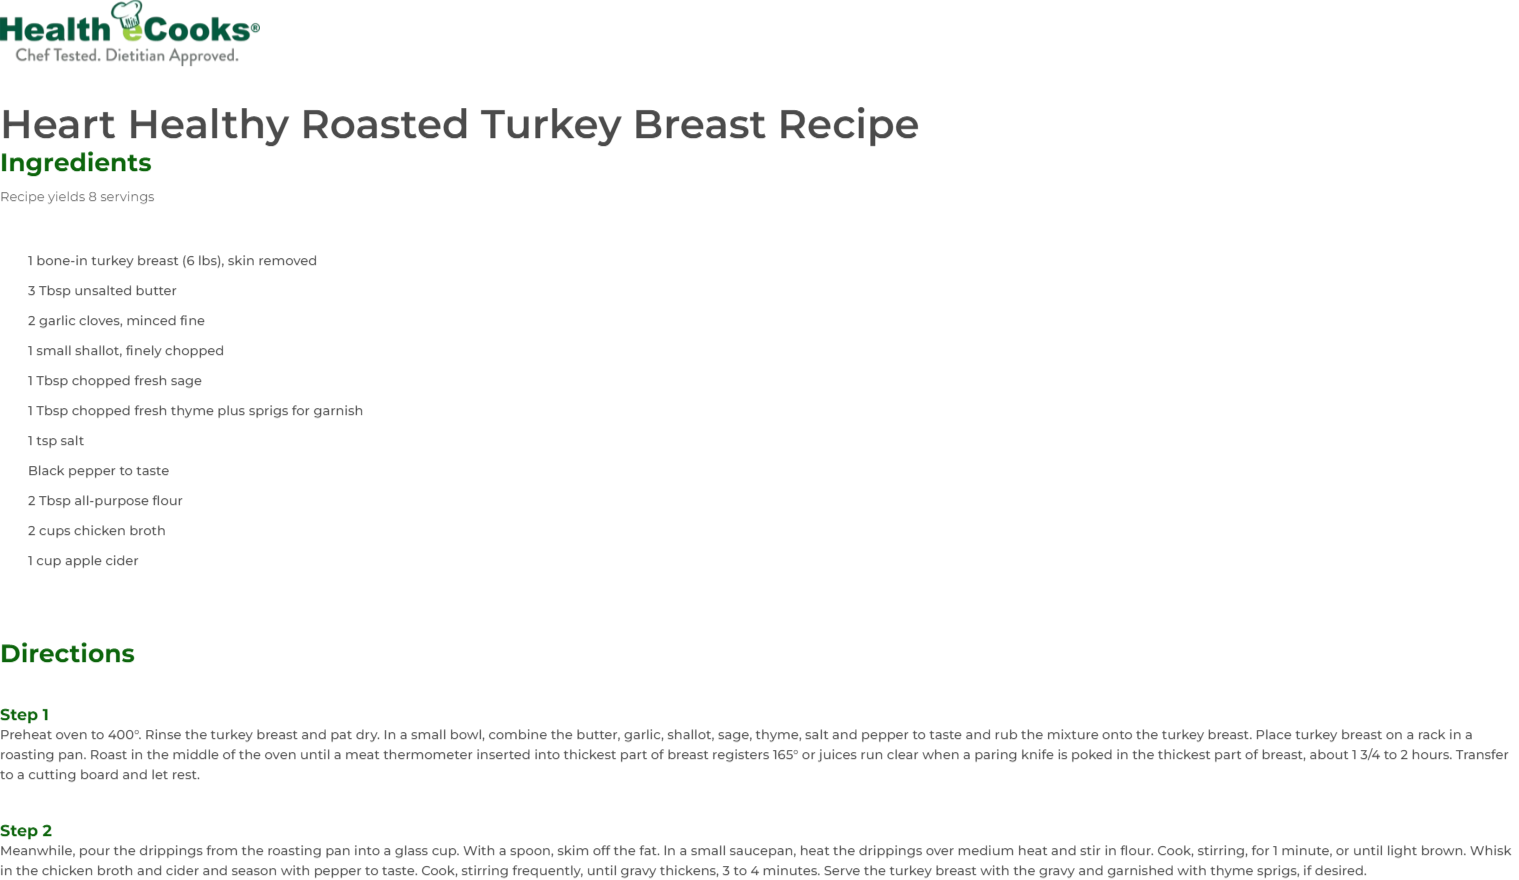 Health eCooks®
Chef Tested. Dietitian Approved.
Heart Healthy Roasted Turkey Breast Recipe
Ingredients
Recipe yields 8 servings
1 bone-in turkey breast (6 lbs), skin removed
3 Tbsp unsalted butter
2 garlic cloves, minced fine
1 small shallot, finely chopped
1 Tbsp chopped fresh sage
1 Tbsp chopped fresh thyme plus sprigs for garnish
1 tsp salt
Black pepper to taste
2 Tbsp all-purpose flour
2 cups chicken broth
1 cup apple cider
Directions
Step 1
Preheat oven to 400°. Rinse the turkey breast and pat dry. In a small bowl, combine the butter, garlic, shallot, sage, thyme, salt and pepper to taste and rub the mixture onto the turkey breast. Place turkey breast on a rack in a
roasting pan. Roast in the middle of the oven until a meat thermometer inserted into thickest part of breast registers 165° or juices run clear when a paring knife is poked in the thickest part of breast, about 1 3/4 to 2 hours. Transfer
to a cutting board and let rest.
Step 2
Meanwhile, pour the drippings from the roasting pan into a glass cup. With a spoon, skim off the fat. In a small saucepan, heat the drippings over medium heat and stir in flour. Cook, stirring, for 1 minute, or until light brown. Whisk
in the chicken broth and cider and season with pepper to taste. Cook, stirring frequently, until gravy thickens, 3 to 4 minutes. Serve the turkey breast with the gravy and garnished with thyme sprigs, if desired.